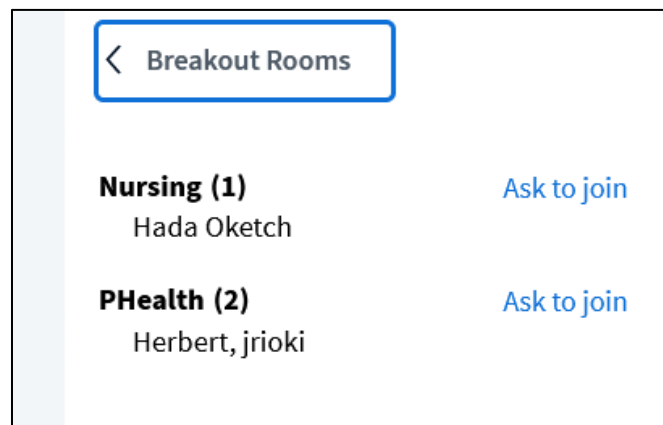 Breakout Rooms
Nursing (1) Ask to join
Hada Oketch
PHealth (2) Ask to join
Herbert, jrioki